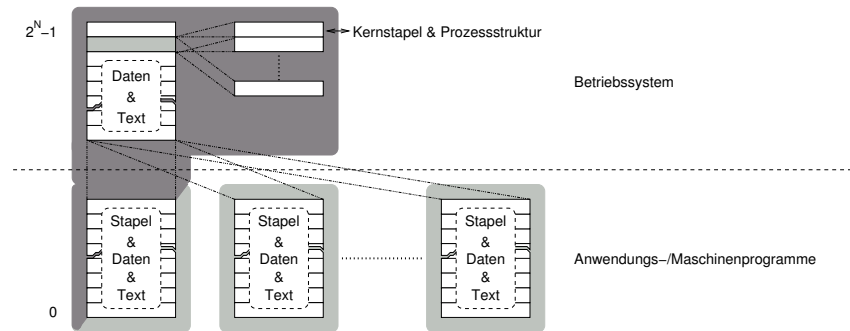 2^N−1
Kernstapel & Prozessstruktur
Daten
&
Text
Betriebssystem
Stapel
&
Daten
&
Text
Stapel
&
Daten
&
Text
Stapel
&
Daten
&
Text
Anwendungs−/Maschinenprogramme
0